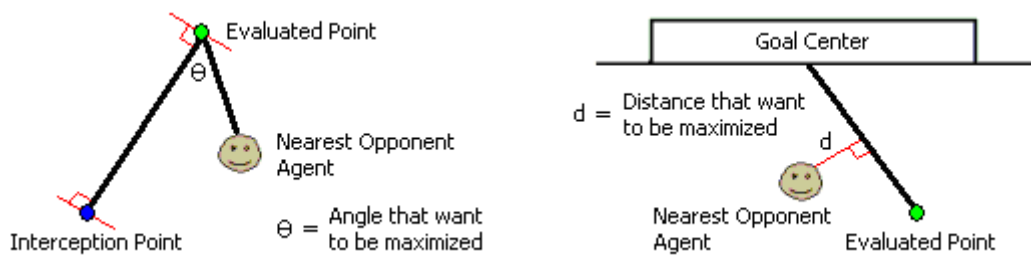 Evaluated Point
θ
Nearest Opponent
Agent
Interception Point
θ = Angle that want
to be maximized
Goal Center
d = Distance that want
to be maximized
d
Nearest Opponent
Agent
Evaluated Point